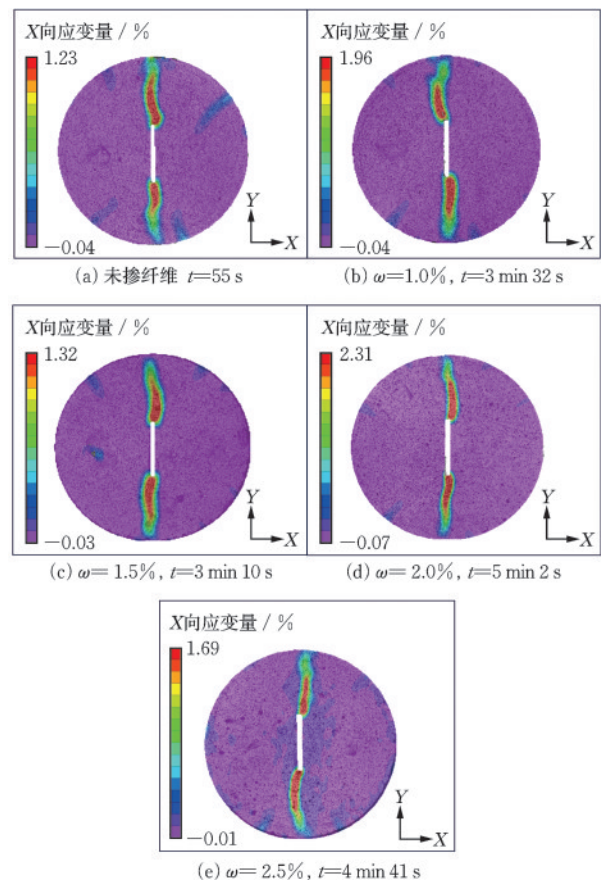 X向应变量 / %
1.23
−0.04
Y
X
(a) 未掺纤维 t=55 s
X向应变量 / %
1.96
−0.04
Y
X
(b) ω=1.0%, t=3 min 32 s
X向应变量 / %
1.32
−0.03
Y
X
(c) ω= 1.5%, t=3 min 10 s
X向应变量 / %
2.31
−0.07
Y
X
(d) ω=2.0%, t=5 min 2 s
X向应变量 / %
1.69
−0.01
Y
X
(e) ω= 2.5%, t=4 min 41 s